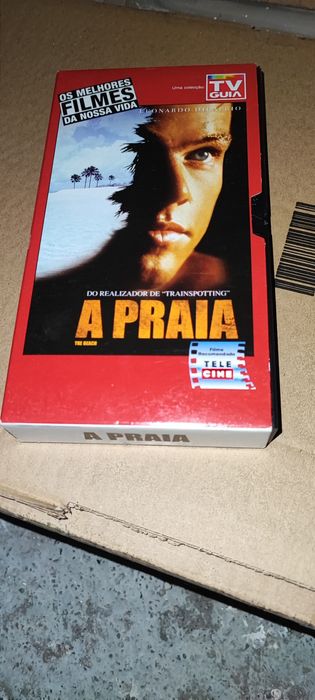 OS MELHORES
FILMES
DA NOSSA VIDA
Uma colecção
TV
GUIA
LEONARDO DICAPRIO
DO REALIZADOR DE "TRAINSPOTTING"
A PRAIA
THE BEACH
Filme
Recomendado
TELE
CINE
A PRAIA